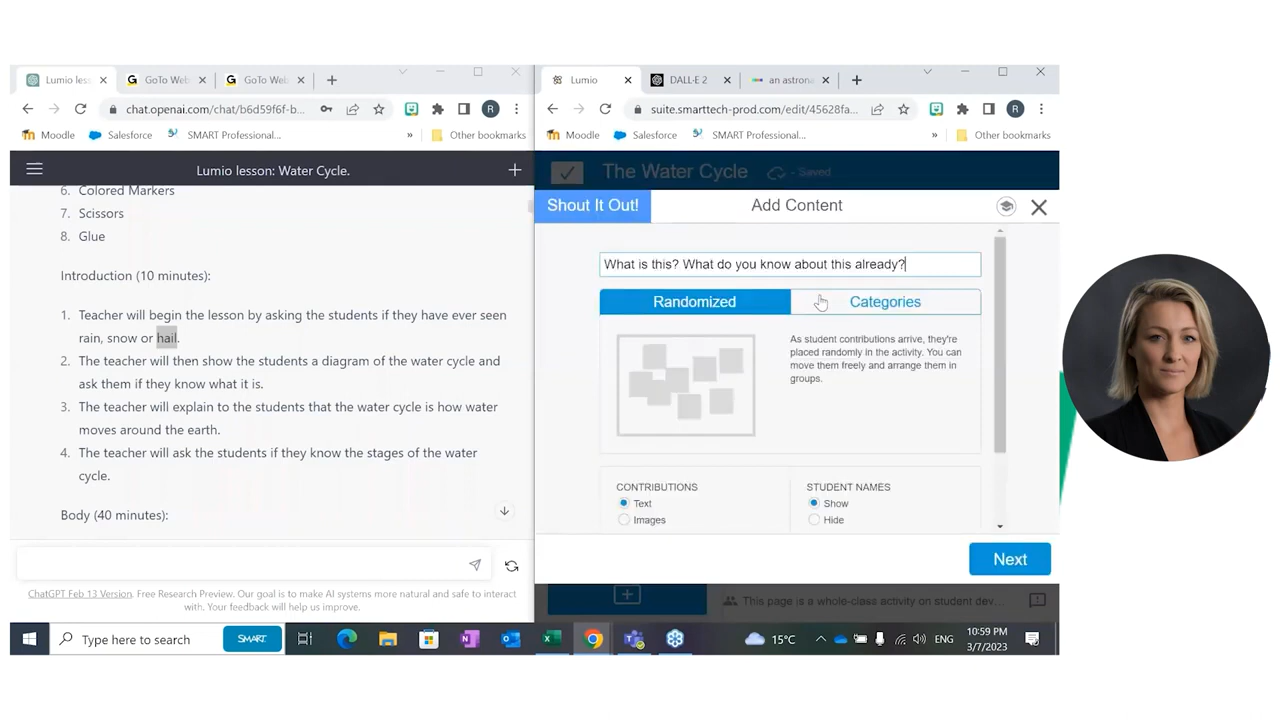 Lumio les:
GoTo Web
GoTo Web
chat.openai.com/chat/b6d59f6f-b...
R
Moodle
Salesforce
SMART Professional...
»
Other bookmarks
Lumio lesson: Water Cycle.
6. Colored Markers
7. Scissors
8. Glue
Introduction (10 minutes):
1. Teacher will begin the lesson by asking the students if they have ever seen
rain, snow or hail.
2. The teacher will then show the students a diagram of the water cycle and
ask them if they know what it is.
3. The teacher will explain to the students that the water cycle is how water
moves around the earth.
4. The teacher will ask the students if they know the stages of the water
cycle.
Body (40 minutes):
ChatGPT Feb 13 Version. Free Research Preview. Our goal is to make AI systems more natural and safe to interact
with. Your feedback will help us improve.
Lumio
DALL·E 2
an astrona
suite.smarttech-prod.com/edit/45628fa...
R
Moodle
Salesforce
SMART Professional...
»
Other bookmarks
The Water Cycle
- Saved
Shout It Out!
Add Content
What is this? What do you know about this already?
Randomized
Categories
As student contributions arrive, they're
placed randomly in the activity. You can
move them freely and arrange them in
groups.
CONTRIBUTIONS
Text
Images
STUDENT NAMES
Show
Hide
Next
This page is a whole-class activity on student dev...
Type here to search
SMART
15°C
ENG
10:59 PM
3/7/2023